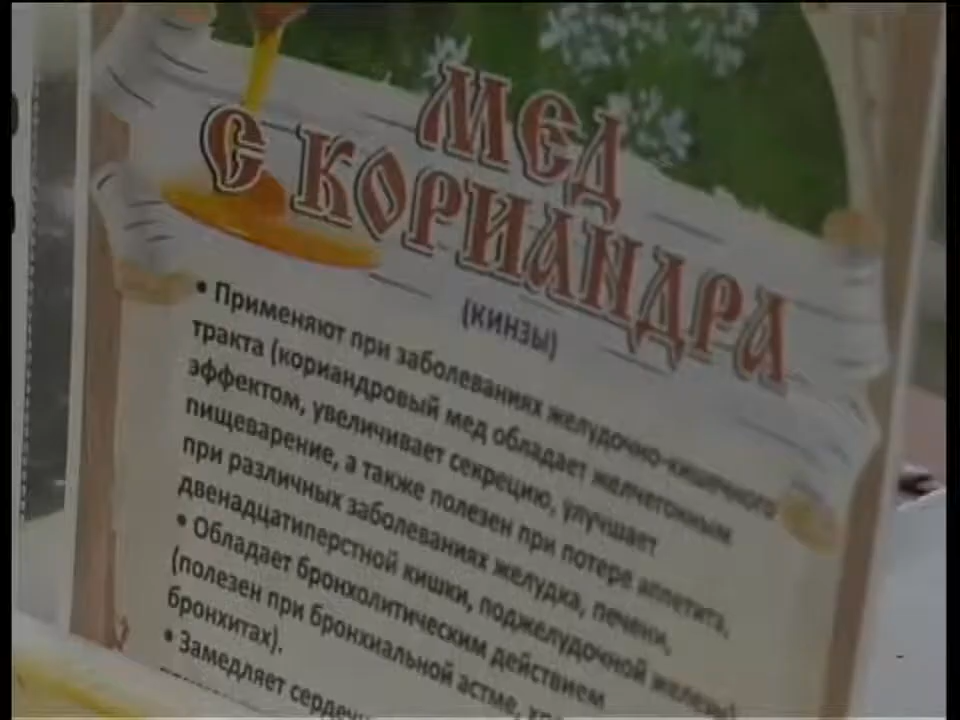 МЕД
С КОРИАНДРА
(КИНЗЫ)
• Применяют при заболеваниях желудочно-кишечного
тракта (кориандровый мед обладает желчегонным
эффектом, увеличивает секрецию, улучшает
пищеварение, а также полезен при потере аппетита,
при различных заболеваниях желудка, печени,
двенадцатиперстной кишки, поджелудочной железы).
• Обладает бронхолитическим действием
(полезен при бронхиальной астме,
бронхитах).
• Замедляет